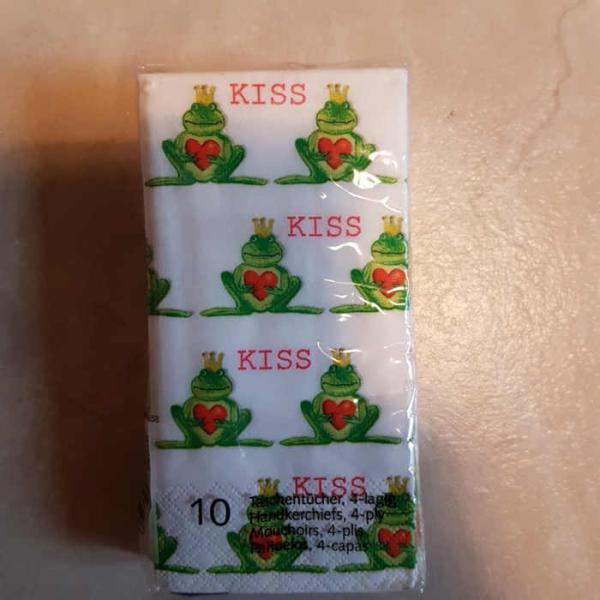 KISS
KISS
KISS
KISS
10
Taschentücher, 4-lagig
Handkerchiefs, 4-ply
Mouchoirs, 4-plis
Pañuelos, 4-capas